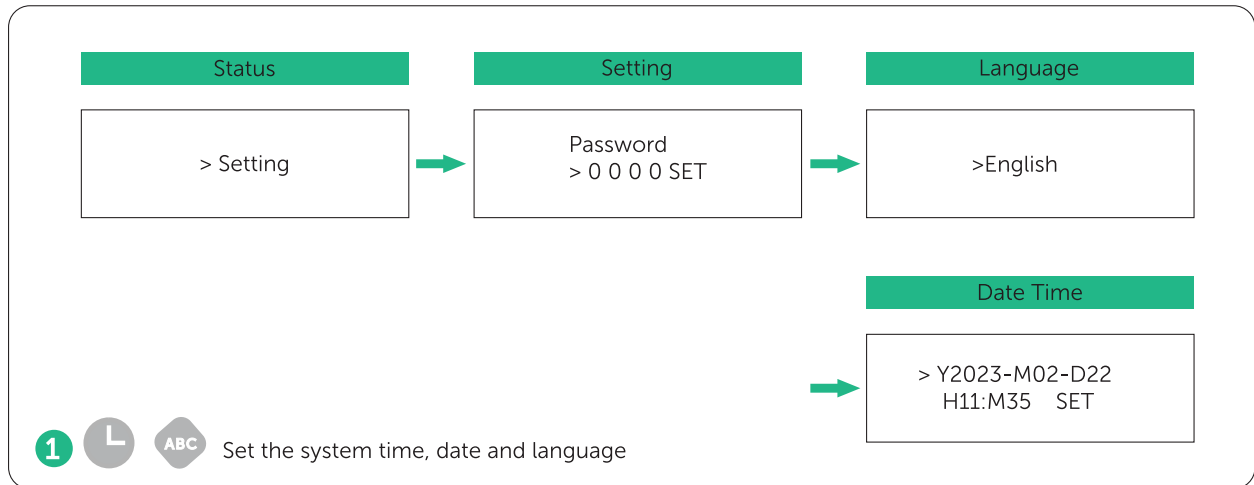 Status
> Setting
Setting
Password
> 0 0 0 0 SET
Language
>English
Date Time
> Y2023-M02-D22
H11:M35 SET
1 ABC Set the system time, date and language